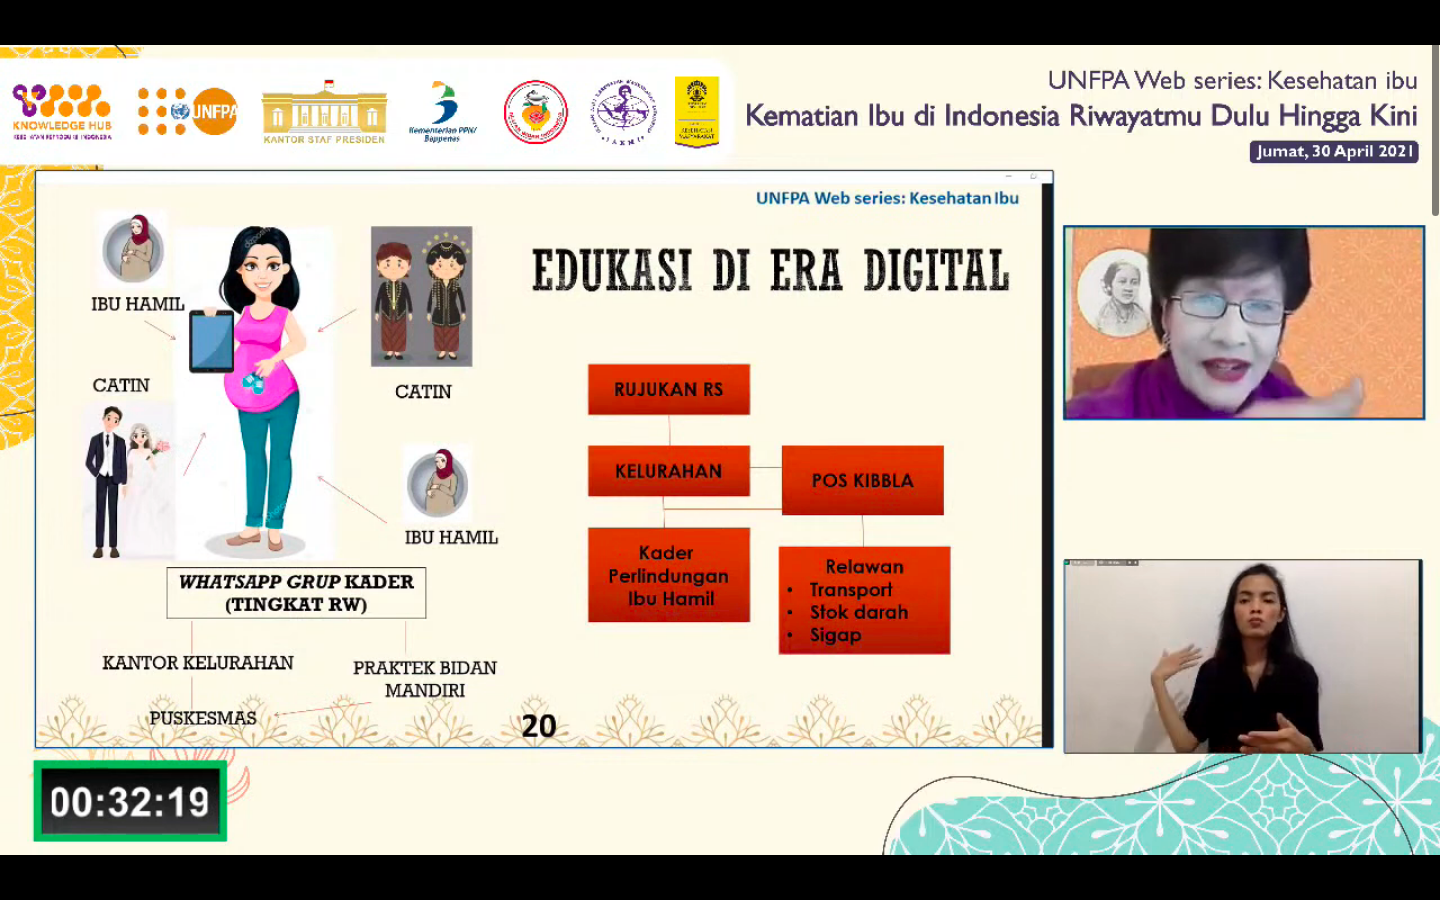 KNOWLEDGE HUB
KESEHATAN REPRODUKSI INDONESIA
UNFPA
KANTOR STAF PRESIDEN
Kementerian PPN/
Bappenas
UNFPA Web series: Kesehatan ibu
Kematian Ibu di Indonesia Riwayatmu Dulu Hingga Kini
Jumat, 30 April 2021
UNFPA Web series: Kesehatan Ibu
EDUKASI DI ERA DIGITAL
IBU HAMIL
CATIN
CATIN
IBU HAMIL
WHATSAPP GRUP KADER
(TINGKAT RW)
KANTOR KELURAHAN
PRAKTEK BIDAN
MANDIRI
PUSKESMAS
RUJUKAN RS
KELURAHAN
POS KIBBLA
Kader
Perlindungan
Ibu Hamil
Relawan
• Transport
• Stok darah
• Sigap
20
00:32:19